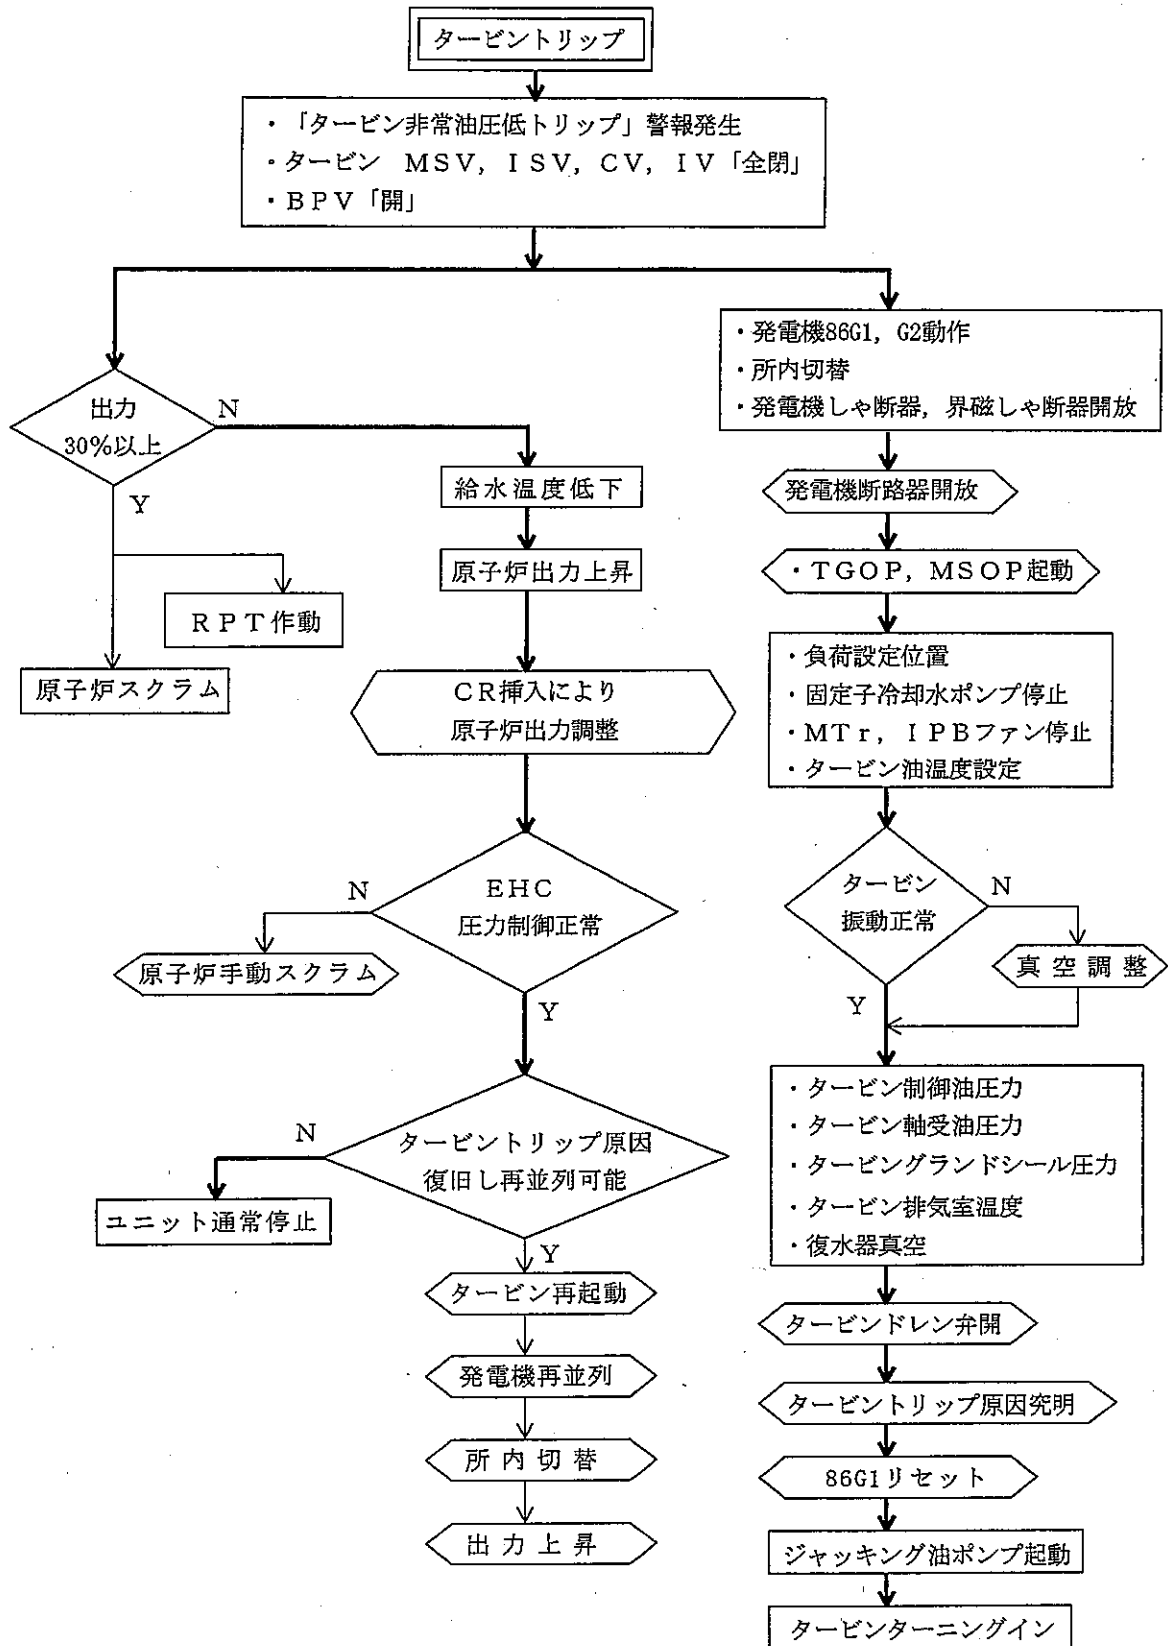 タービントリップ
・「タービン非常油圧低トリップ」警報発生
・タービン　ＭＳＶ，ＩＳＶ，ＣＶ，ＩＶ「全閉」
・ＢＰＶ「開」
出力
30%以上
N
Y
ＲＰＴ作動
原子炉スクラム
給水温度低下
原子炉出力上昇
ＣＲ挿入により
原子炉出力調整
ＥＨＣ
圧力制御正常
N
原子炉手動スクラム
Y
タービントリップ原因
復旧し再並列可能
N
ユニット通常停止
Y
タービン再起動
発電機再並列
所内切替
出力上昇
・発電機86G1，G2動作
・所内切替
・発電機しゃ断器，界磁しゃ断器開放
発電機断路器開放
・ＴＧＯＰ，ＭＳＯＰ起動
・負荷設定位置
・固定子冷却水ポンプ停止
・ＭＴｒ，ＩＰＢファン停止
・タービン油温度設定
タービン
振動正常
N
真空調整
Y
・タービン制御油圧力
・タービン軸受油圧力
・タービングランドシール圧力
・タービン排気室温度
・復水器真空
タービンドレン弁開
タービントリップ原因究明
86G1リセット
ジャッキング油ポンプ起動
タービンターニングイン